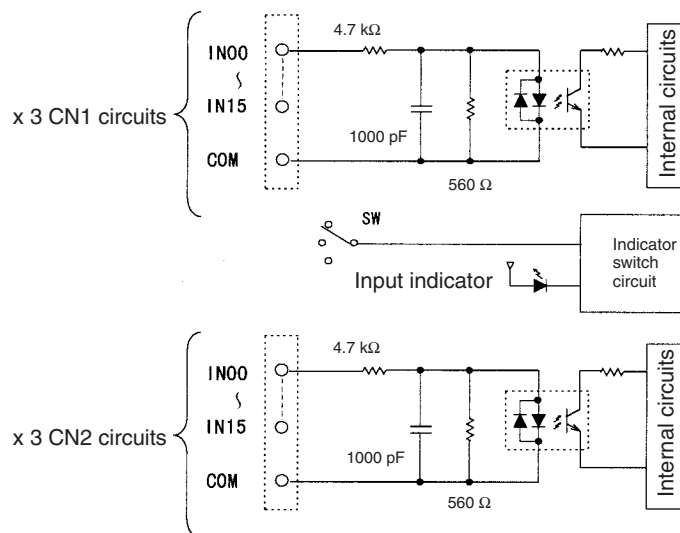 4.7 kΩ
IN00
~
IN15
x 3 CN1 circuits
1000 pF
COM
560 Ω
Internal circuits
SW
Indicator
switch
circuit
Input indicator
4.7 kΩ
IN00
~
IN15
x 3 CN2 circuits
1000 pF
COM
560 Ω
Internal circuits